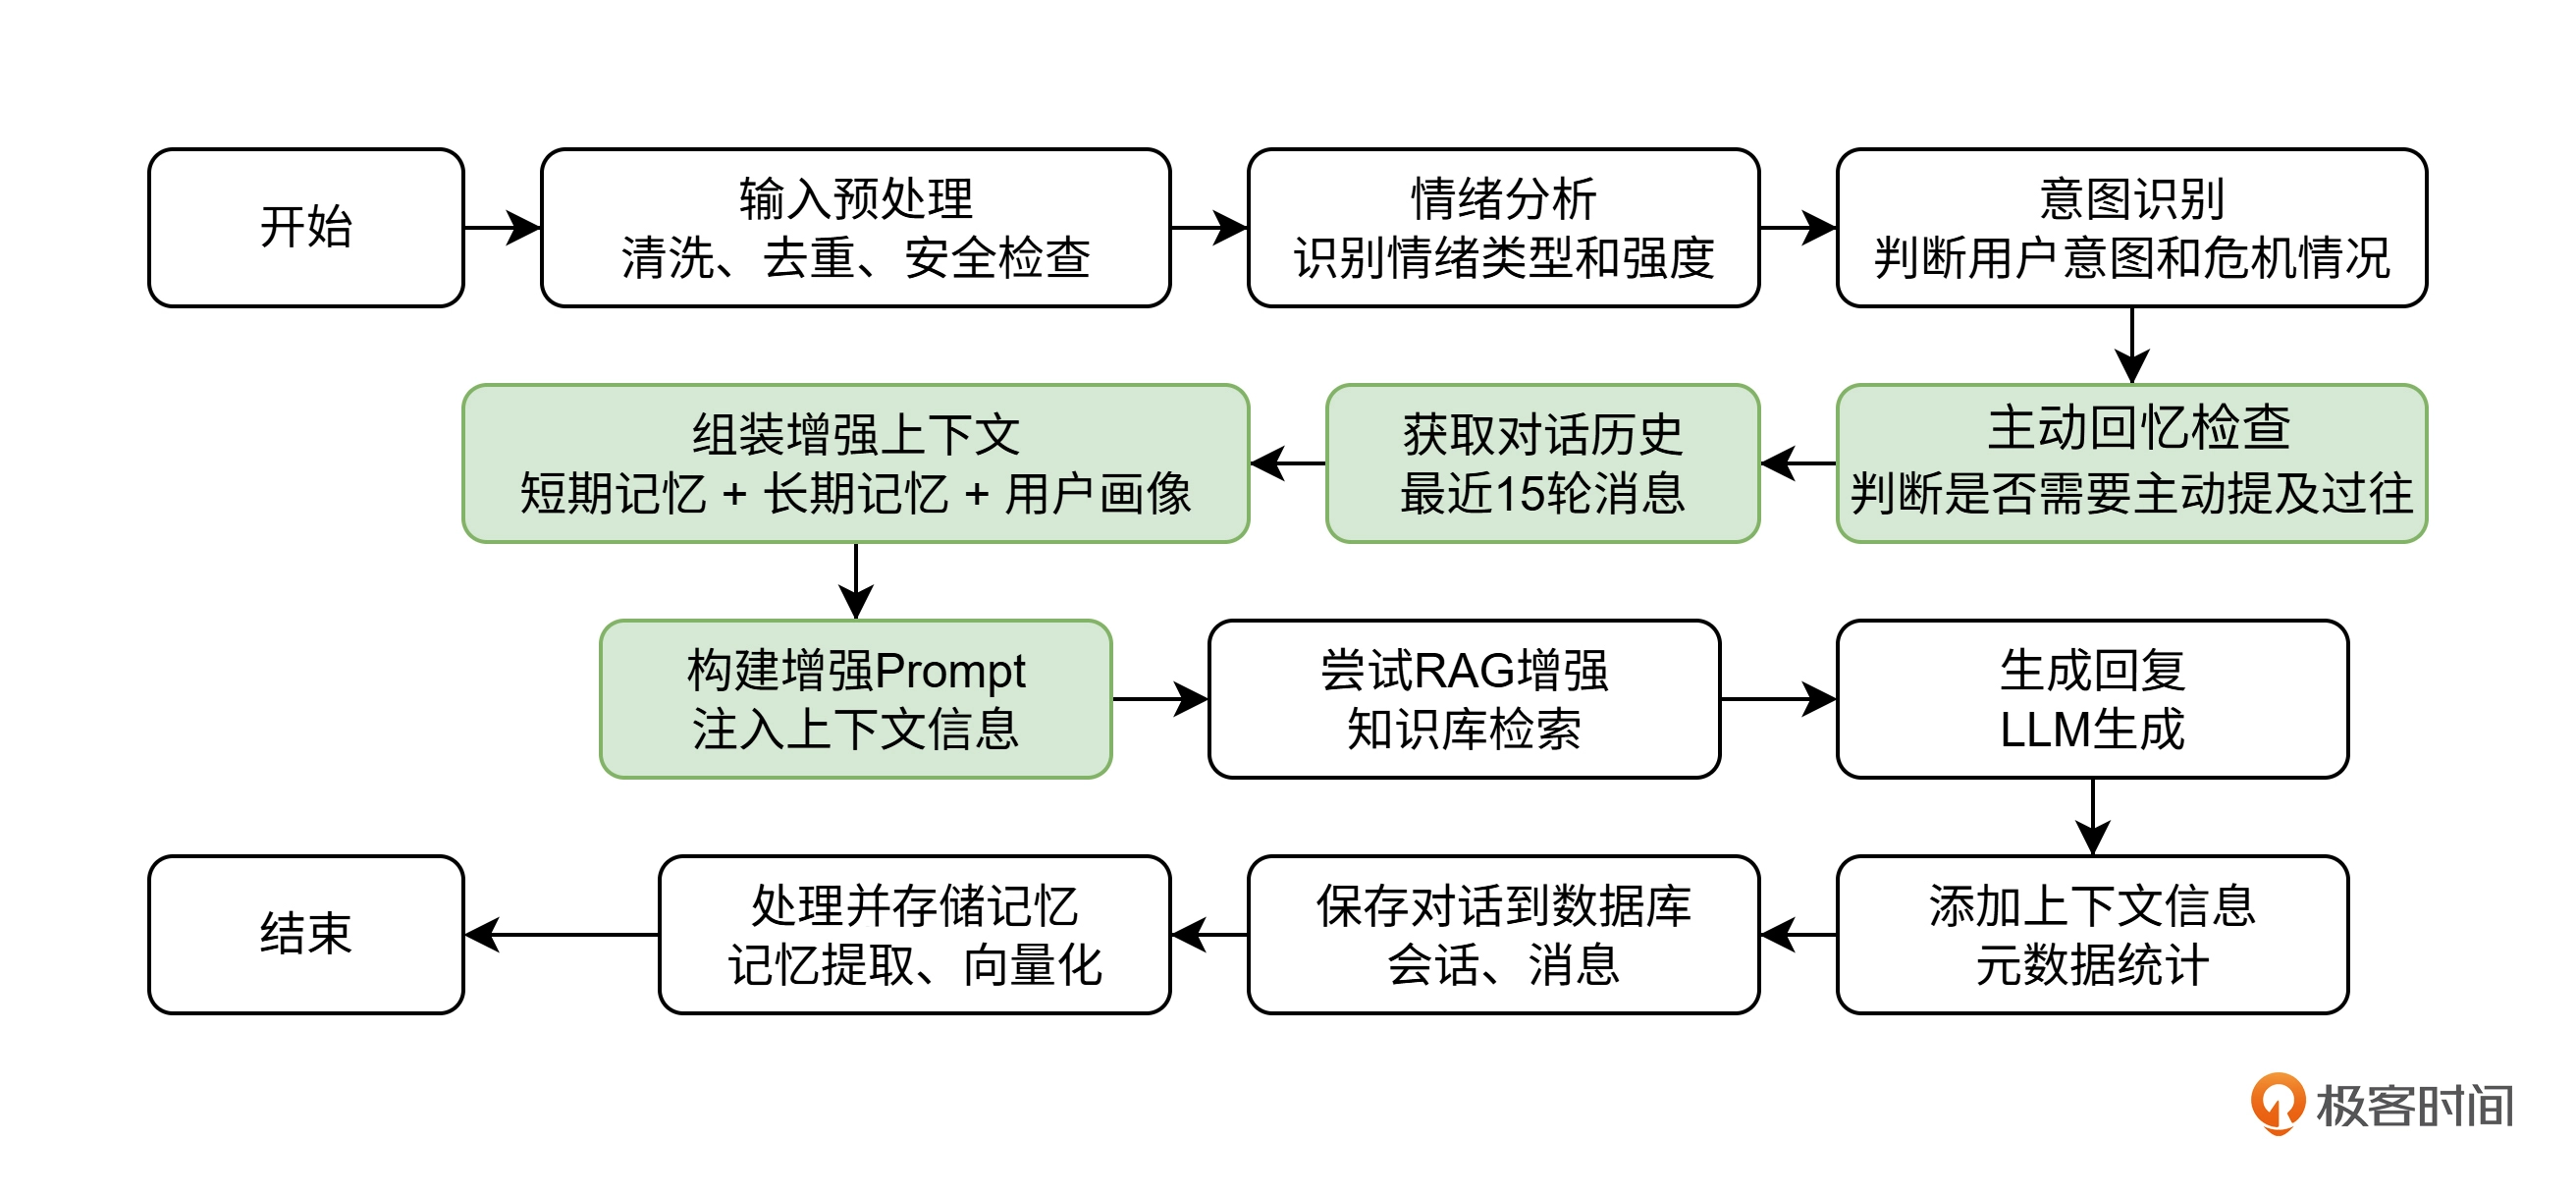 开始
输入预处理
清洗、去重、安全检查
情绪分析
识别情绪类型和强度
意图识别
判断用户意图和危机情况
主动回忆检查
判断是否需要主动提及过往
获取对话历史
最近15轮消息
组装增强上下文
短期记忆 + 长期记忆 + 用户画像
构建增强Prompt
注入上下文信息
尝试RAG增强
知识库检索
生成回复
LLM生成
添加上下文信息
元数据统计
保存对话到数据库
会话、消息
处理并存储记忆
记忆提取、向量化
结束
极客时间